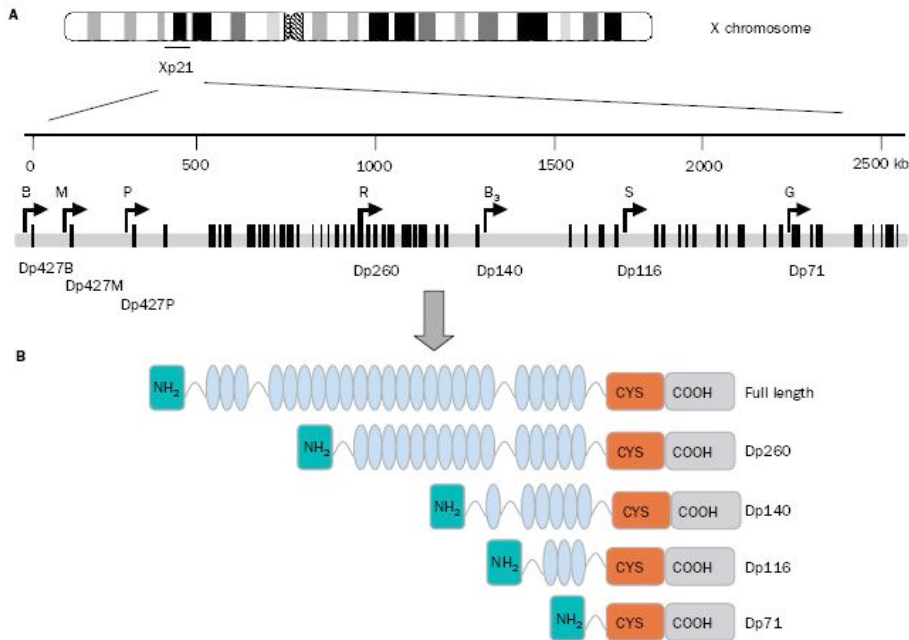 A
X chromosome
Xp21
0 500 1000 1500 2000 2500 kb
B M P R B3 S G
Dp427B Dp260 Dp140 Dp116 Dp71
Dp427M
Dp427P
B
NH2 CYS COOH Full length
NH2 CYS COOH Dp260
NH2 CYS COOH Dp140
NH2 CYS COOH Dp116
NH2 CYS COOH Dp71